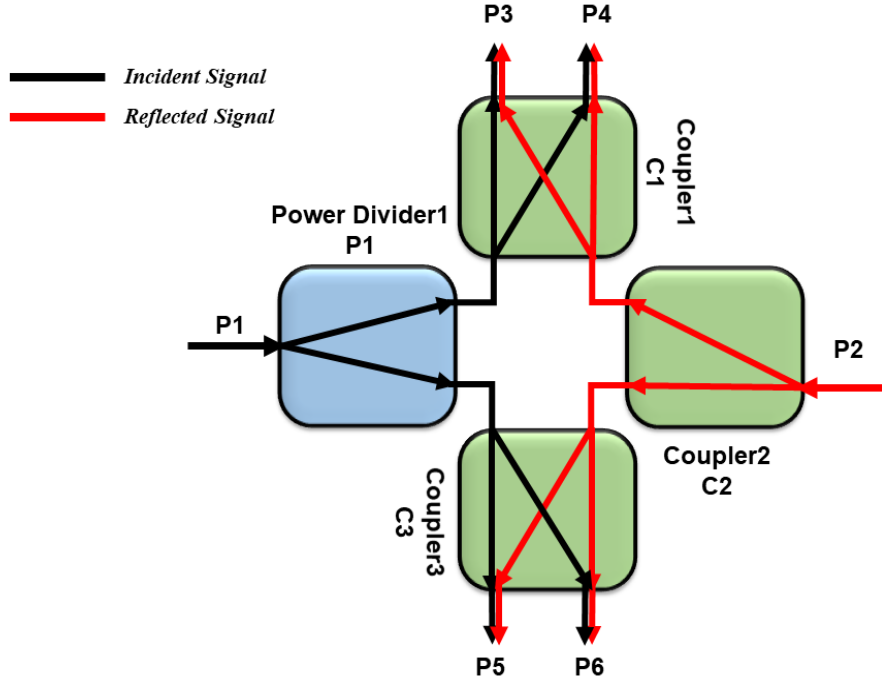 P3
P4
Incident Signal
Reflected Signal
Coupler1
C1
Power Divider1
P1
P1
P2
Coupler2
C2
Coupler3
C3
P5
P6